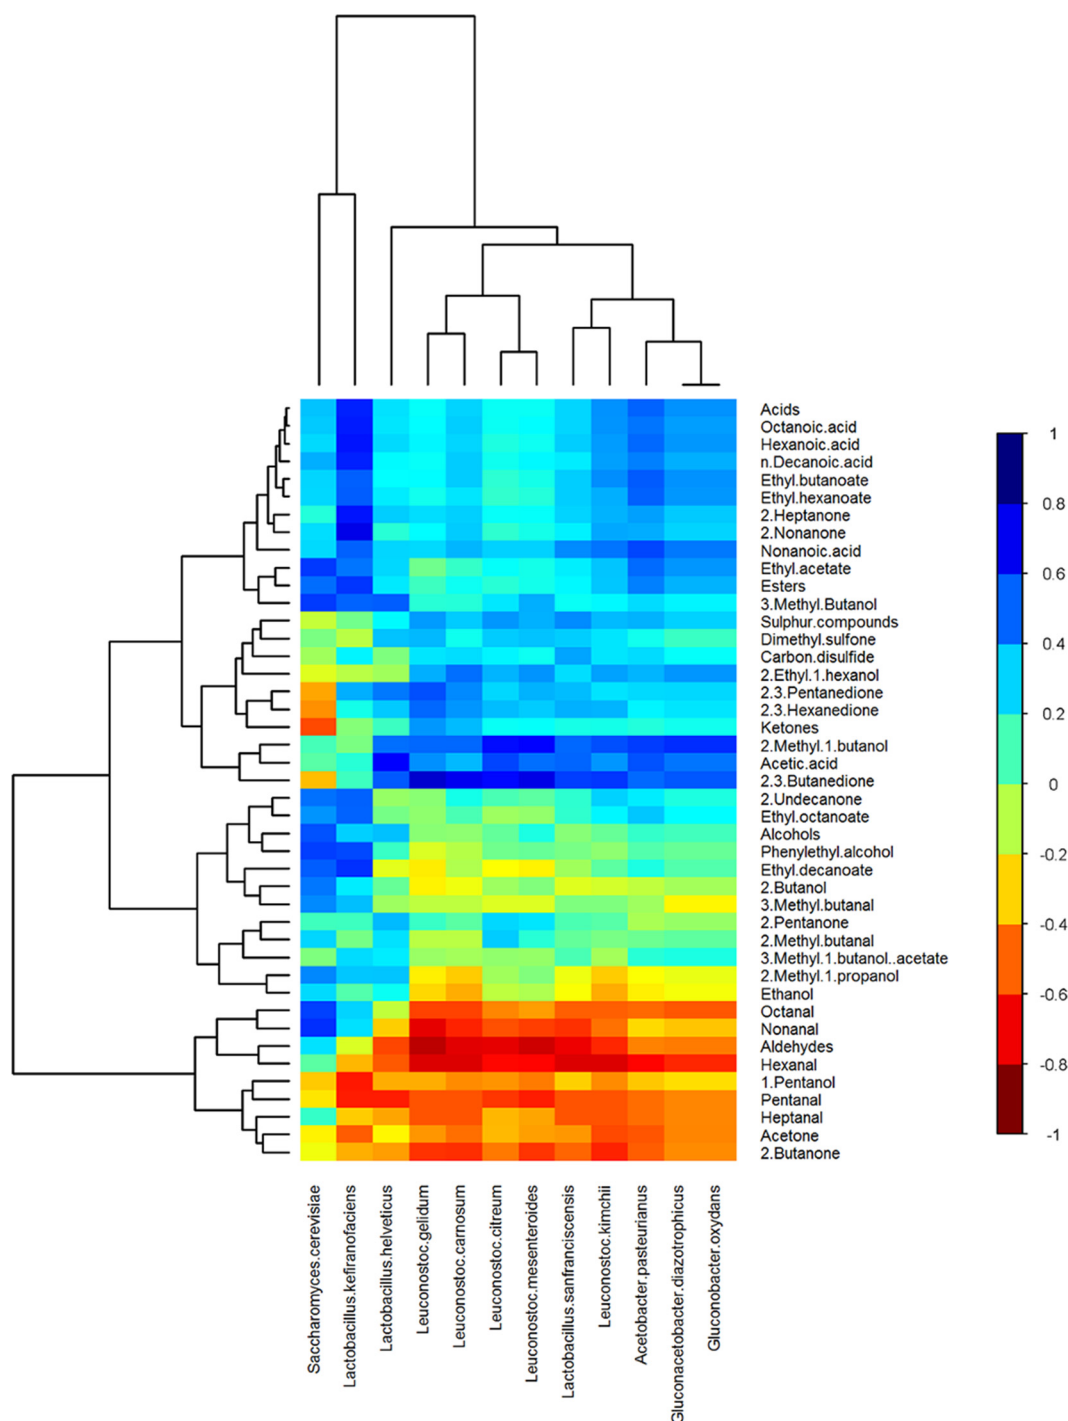 Acids
Octanoic.acid
Hexanoic.acid
n.Decanoic.acid
Ethyl.butanoate
Ethyl.hexanoate
2.Heptanone
2.Nonanone
Nonanoic.acid
Ethyl.acetate
Esters
3.Methyl.Butanol
Sulphur.compounds
Dimethyl.sulfone
Carbon.disulfide
2.Ethyl.1.hexanol
2.3.Pentanedione
2.3.Hexanedione
Ketones
2.Methyl.1.butanol
Acetic.acid
2.3.Butanedione
2.Undecanone
Ethyl.octanoate
Alcohols
Phenylethyl.alcohol
Ethyl.decanoate
2.Butanol
3.Methyl.butanal
2.Pentanone
2.Methyl.butanal
3.Methyl.1.butanol..acetate
2.Methyl.1.propanol
Ethanol
Octanal
Nonanal
Aldehydes
Hexanal
1.Pentanol
Pentanal
Heptanal
Acetone
2.Butanone
1
0.8
0.6
0.4
0.2
0
-0.2
-0.4
-0.6
-0.8
-1
Saccharomyces.cerevisiae
Lactobacillus.kefiranofaciens
Lactobacillus.helveticus
Leuconostoc.gelidum
Leuconostoc.carnosum
Leuconostoc.citreum
Leuconostoc.mesenteroides
Lactobacillus.sanfranciscensis
Leuconostoc.kimchii
Acetobacter.pasteurianus
Gluconacetobacter.diazotrophicus
Gluconobacter.oxydans